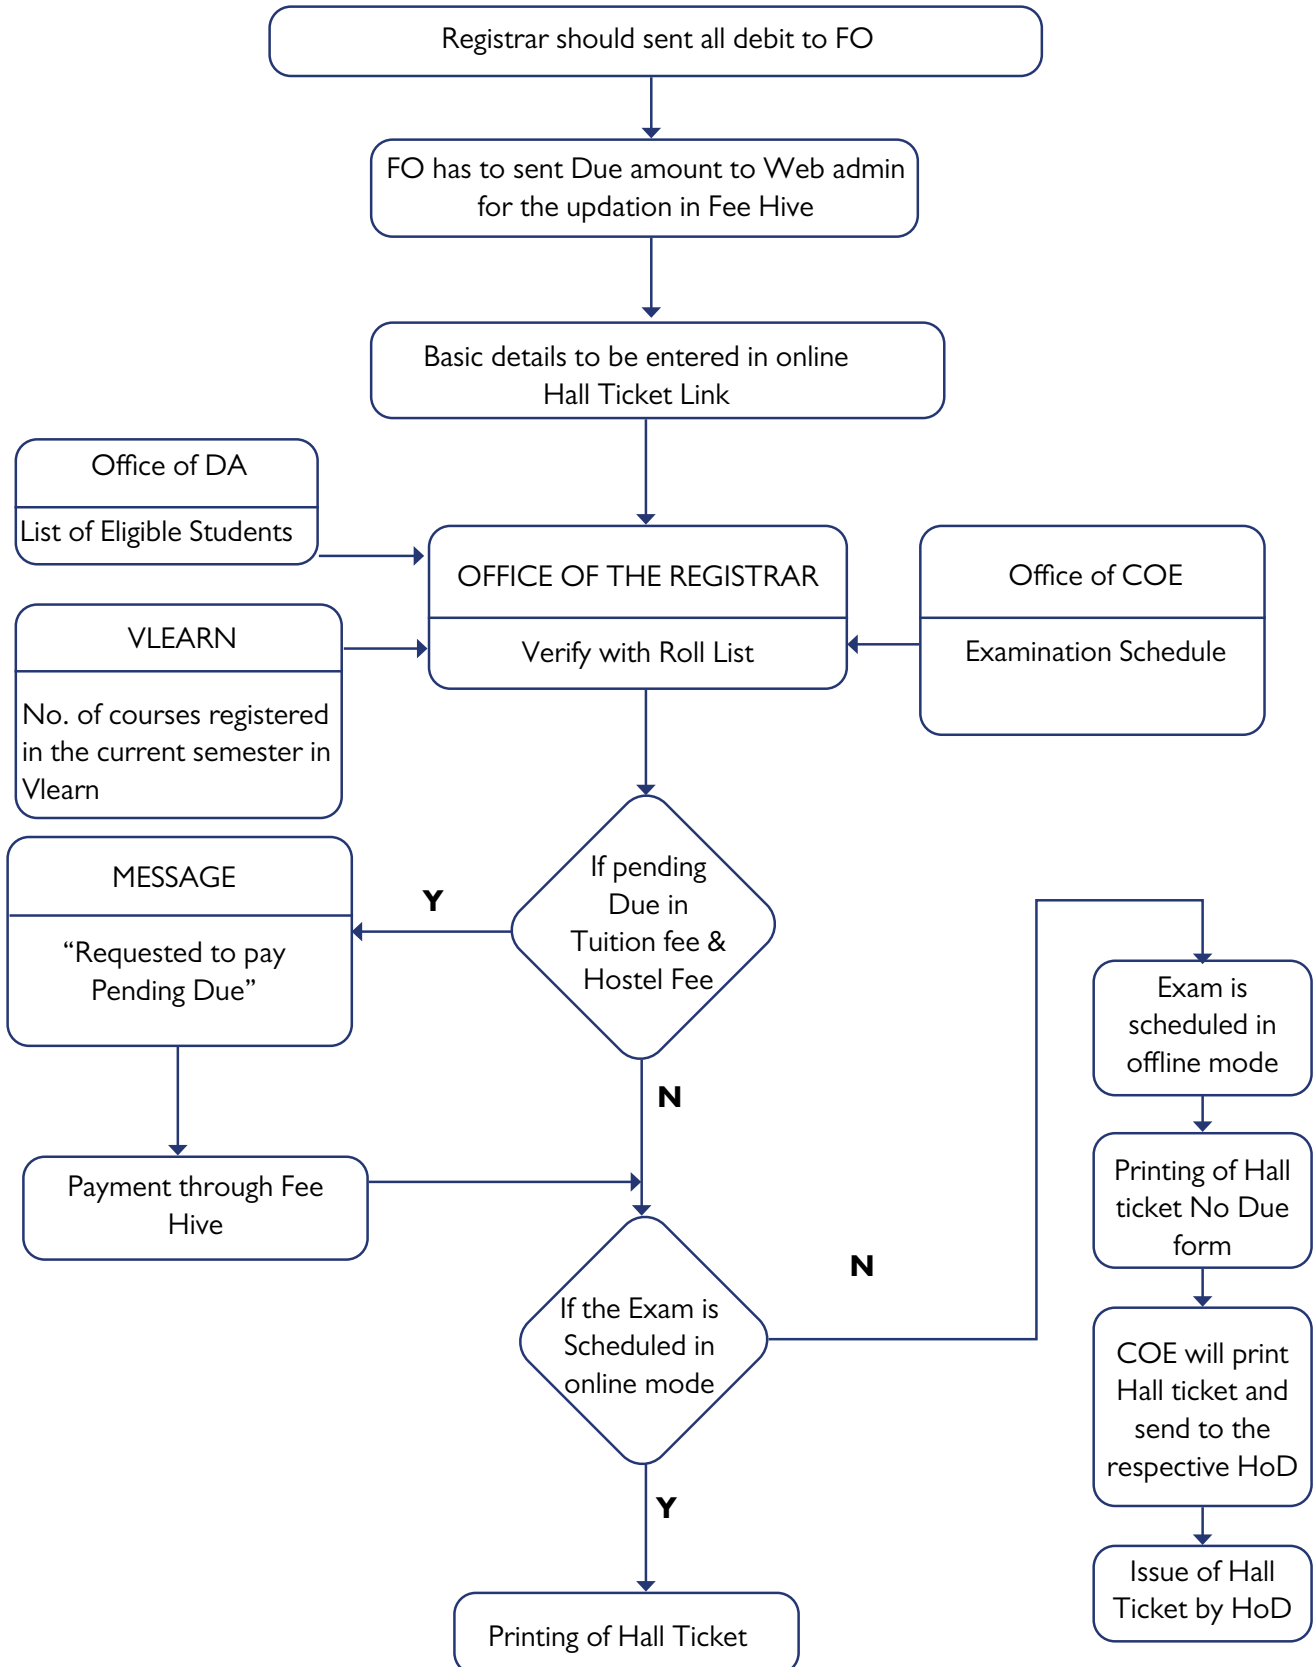 Registrar should sent all debit to FO
FO has to sent Due amount to Web admin
for the updation in Fee Hive
Basic details to be entered in online
Hall Ticket Link
Office of DA
List of Eligible Students
OFFICE OF THE REGISTRAR
Verify with Roll List
Office of COE
Examination Schedule
VLEARN
No. of courses registered
in the current semester in
Vlearn
If pending
Due in
Tuition fee &
Hostel Fee
Y
MESSAGE
“Requested to pay
Pending Due”
N
Payment through Fee
Hive
If the Exam is
Scheduled in
online mode
N
Exam is
scheduled in
offline mode
Printing of Hall
ticket No Due
form
COE will print
Hall ticket and
send to the
respective HoD
Issue of Hall
Ticket by HoD
Y
Printing of Hall Ticket